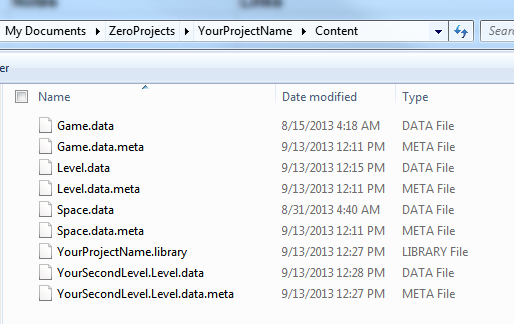 My Documents ▸ ZeroProjects ▸ YourProjectName ▸ Content Sear
er
Name Date modified Type
Game.data 8/15/2013 4:18 AM DATA File
Game.data.meta 9/13/2013 12:11 PM META File
Level.data 9/13/2013 12:15 PM DATA File
Level.data.meta 9/13/2013 12:11 PM META File
Space.data 8/31/2013 4:40 AM DATA File
Space.data.meta 9/13/2013 12:11 PM META File
YourProjectName.library 9/13/2013 12:27 PM LIBRARY File
YourSecondLevel.Level.data 9/13/2013 12:28 PM DATA File
YourSecondLevel.Level.data.meta 9/13/2013 12:27 PM META File